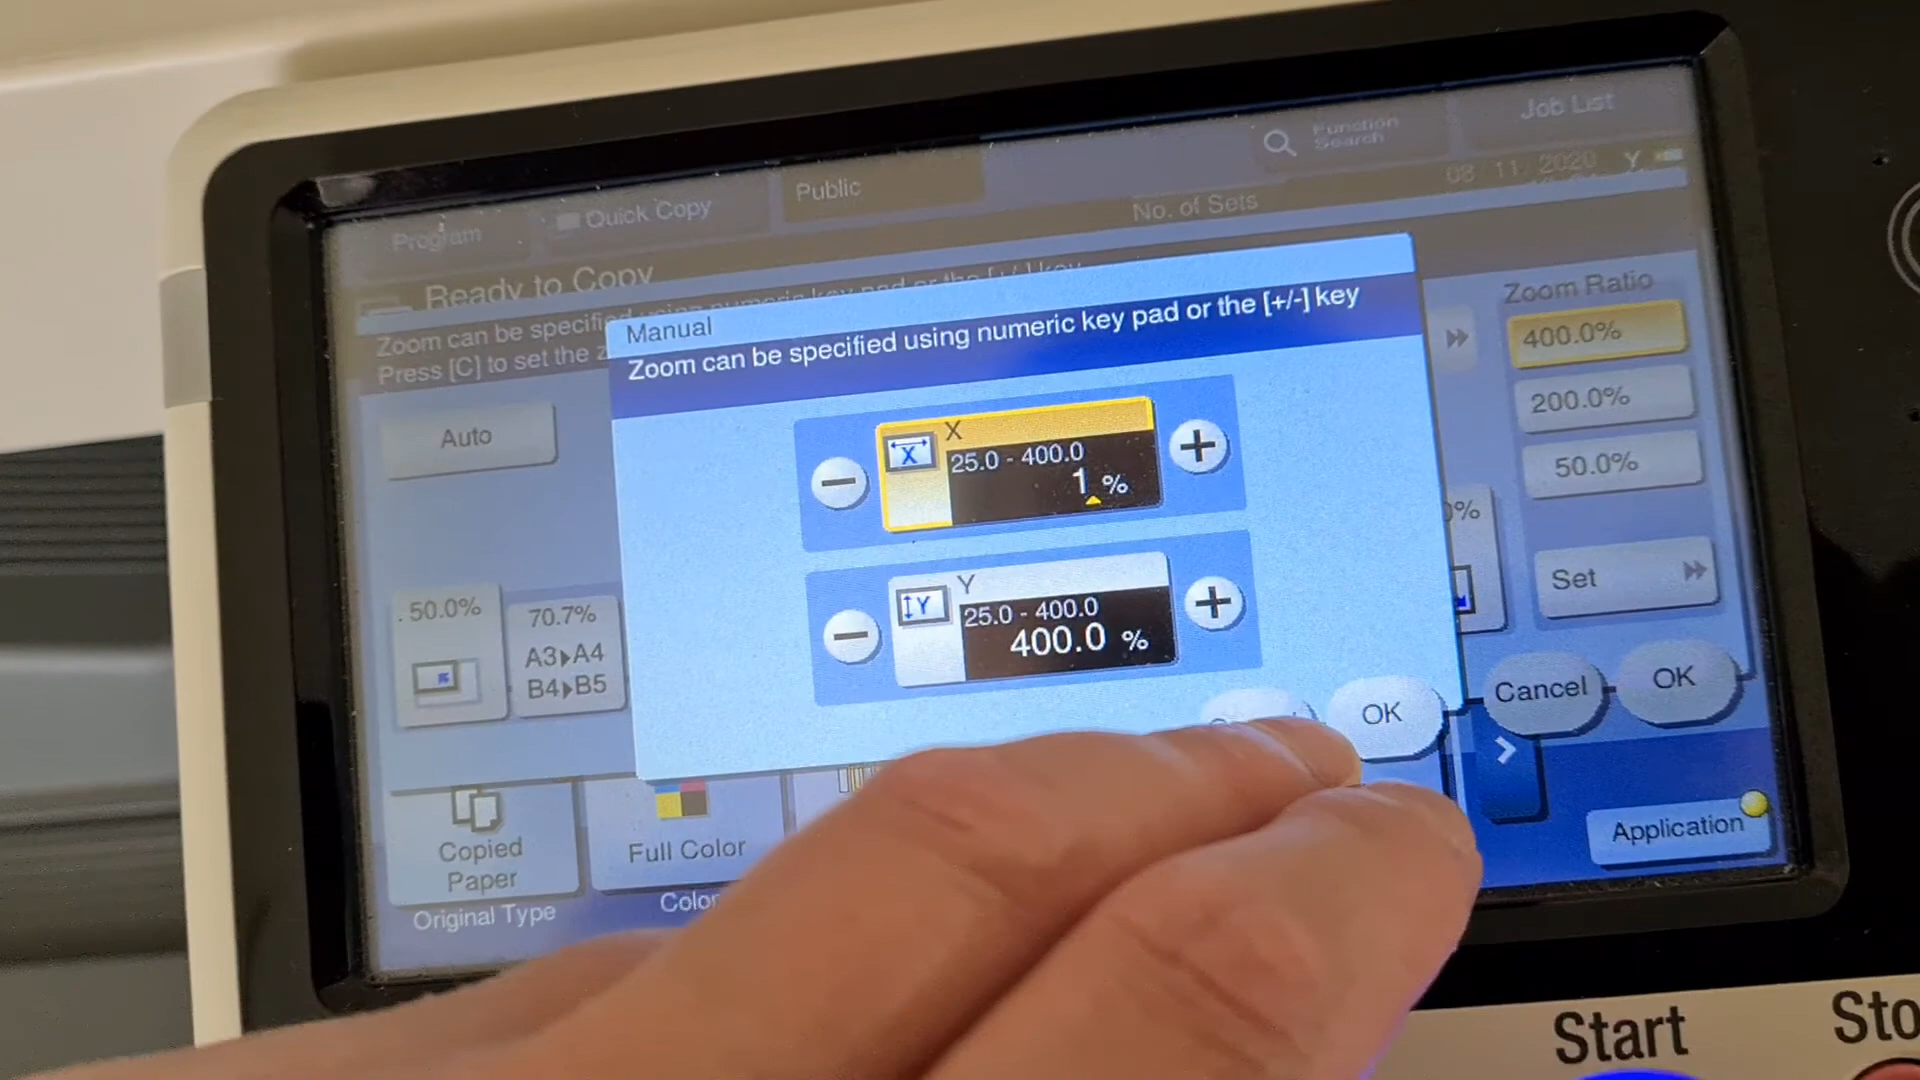 Job List
Function
Search
Public
Quick Copy
Program
08 11 2020
No. of Sets
Ready to Copy
Zoom can be specified using numeric key pad or the [+/-] key
Press [C] to set the
Zoom Ratio
400.0%
200.0%
50.0%
Set
Auto
Manual
Zoom can be specified using numeric key pad or the [+/-] key
X
X
25.0 - 400.0
1 %
Y
Y
25.0 - 400.0
400.0 %
50.0%
70.7%
A3▸A4
B4▸B5
0%
OK
Cancel
OK
Copied
Paper
Original Type
Full Color
Color
Application
Start
Sto